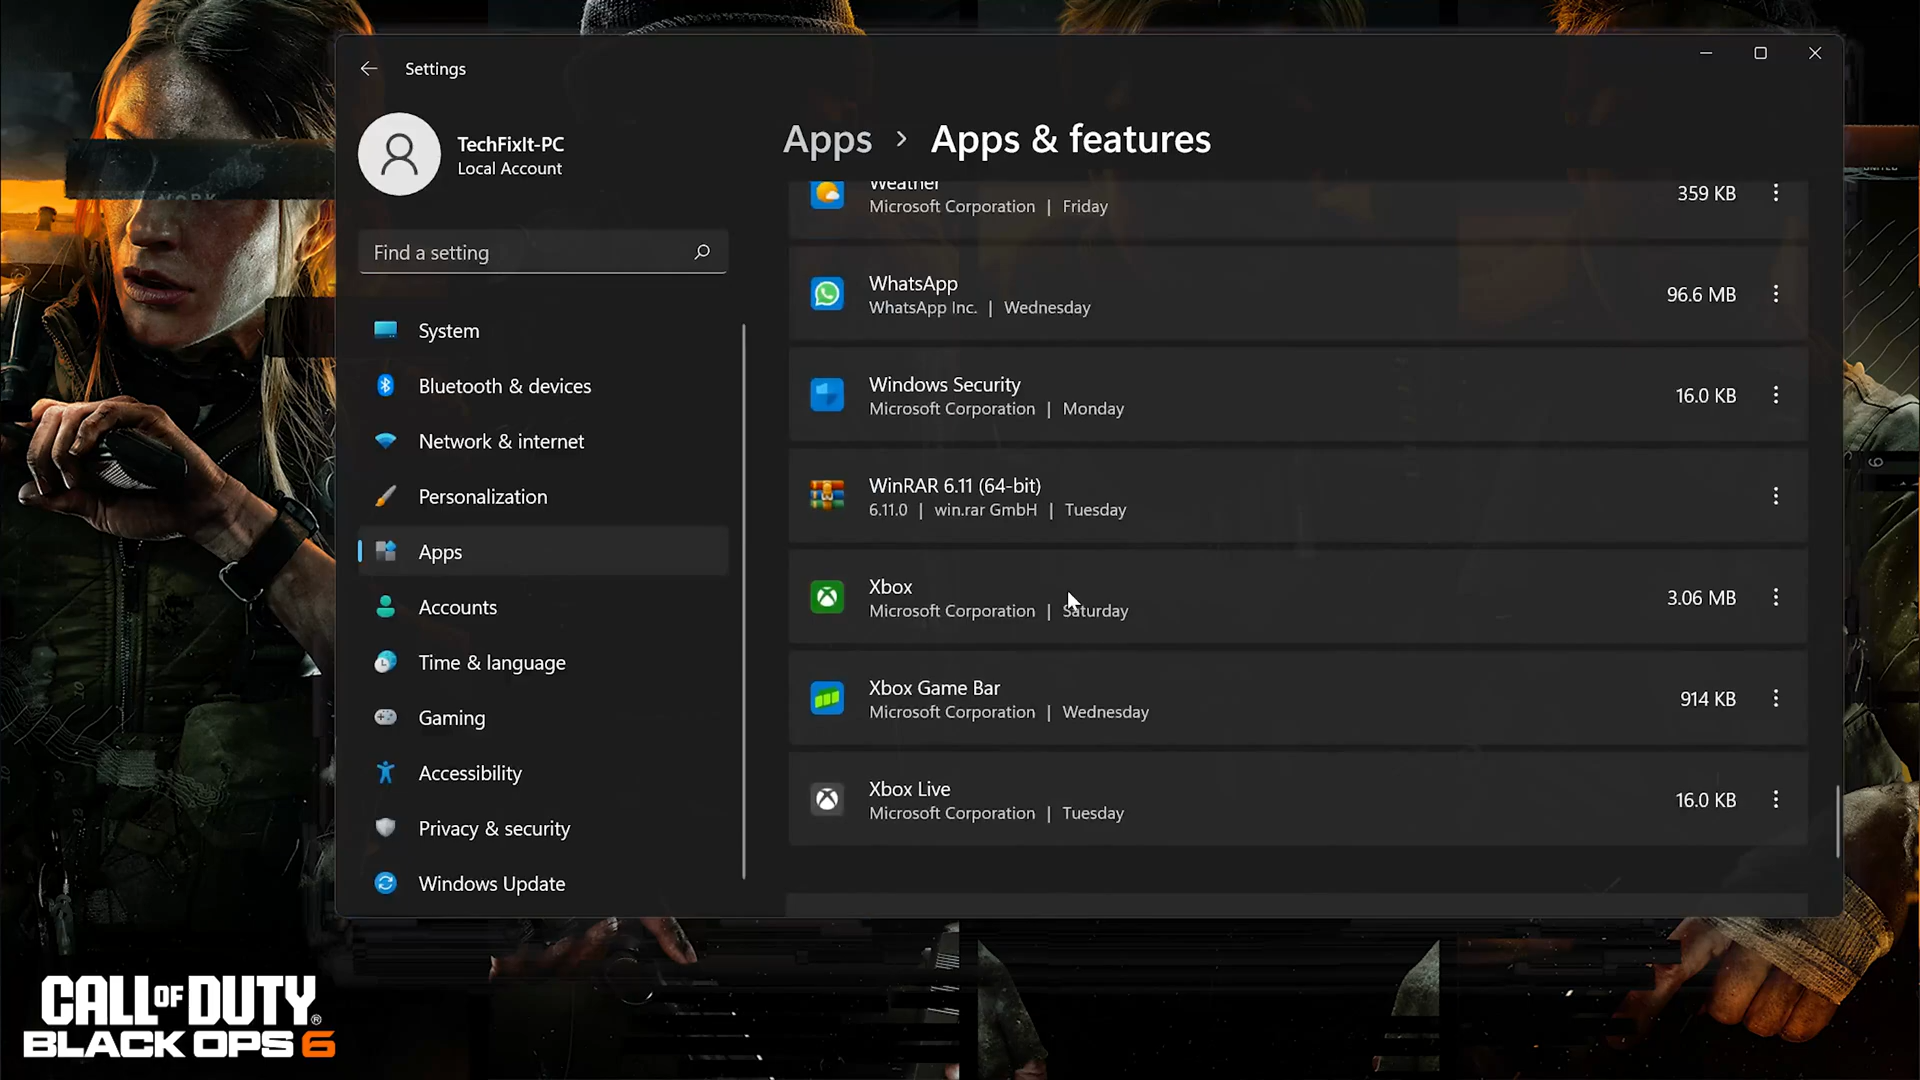 Settings
TechFixIt-PC
Local Account
Find a setting
System
Bluetooth & devices
Network & internet
Personalization
Apps
Accounts
Time & language
Gaming
Accessibility
Privacy & security
Windows Update
Apps > Apps & features
Weather
Microsoft Corporation | Friday
359 KB
WhatsApp
WhatsApp Inc. | Wednesday
96.6 MB
Windows Security
Microsoft Corporation | Monday
16.0 KB
WinRAR 6.11 (64-bit)
6.11.0 | win.rar GmbH | Tuesday
Xbox
Microsoft Corporation | Saturday
3.06 MB
Xbox Game Bar
Microsoft Corporation | Wednesday
914 KB
Xbox Live
Microsoft Corporation | Tuesday
16.0 KB
CALL OF DUTY®
BLACK OPS 6